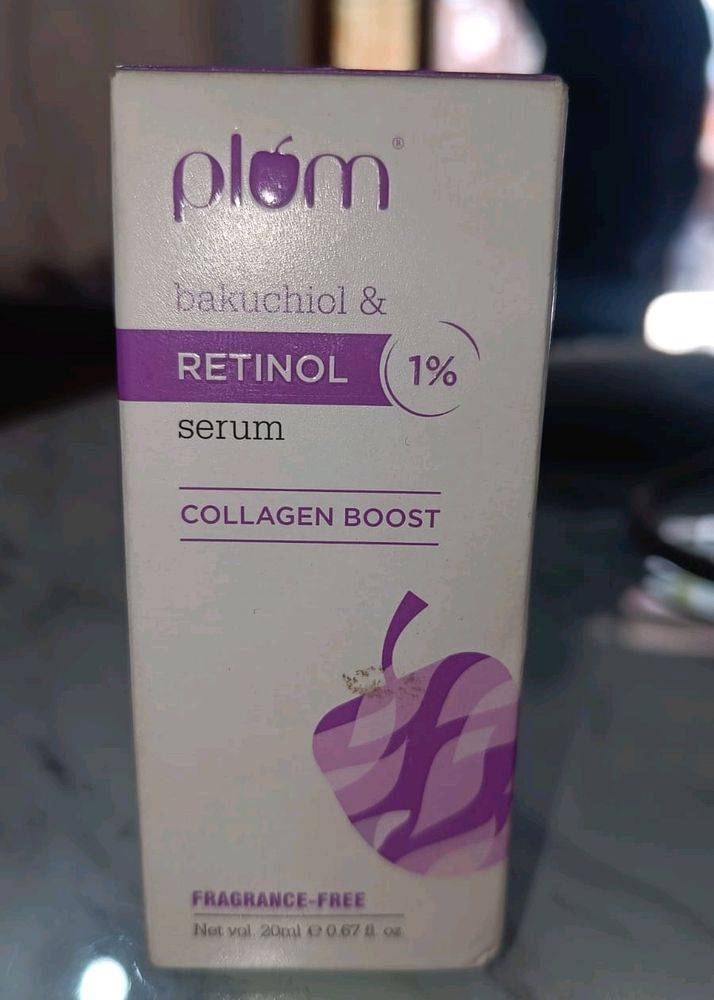 plum®
bakuchiol &
RETINOL 1%
serum
COLLAGEN BOOST
FRAGRANCE-FREE
Net vol. 20ml ℮ 0.67 fl. oz.